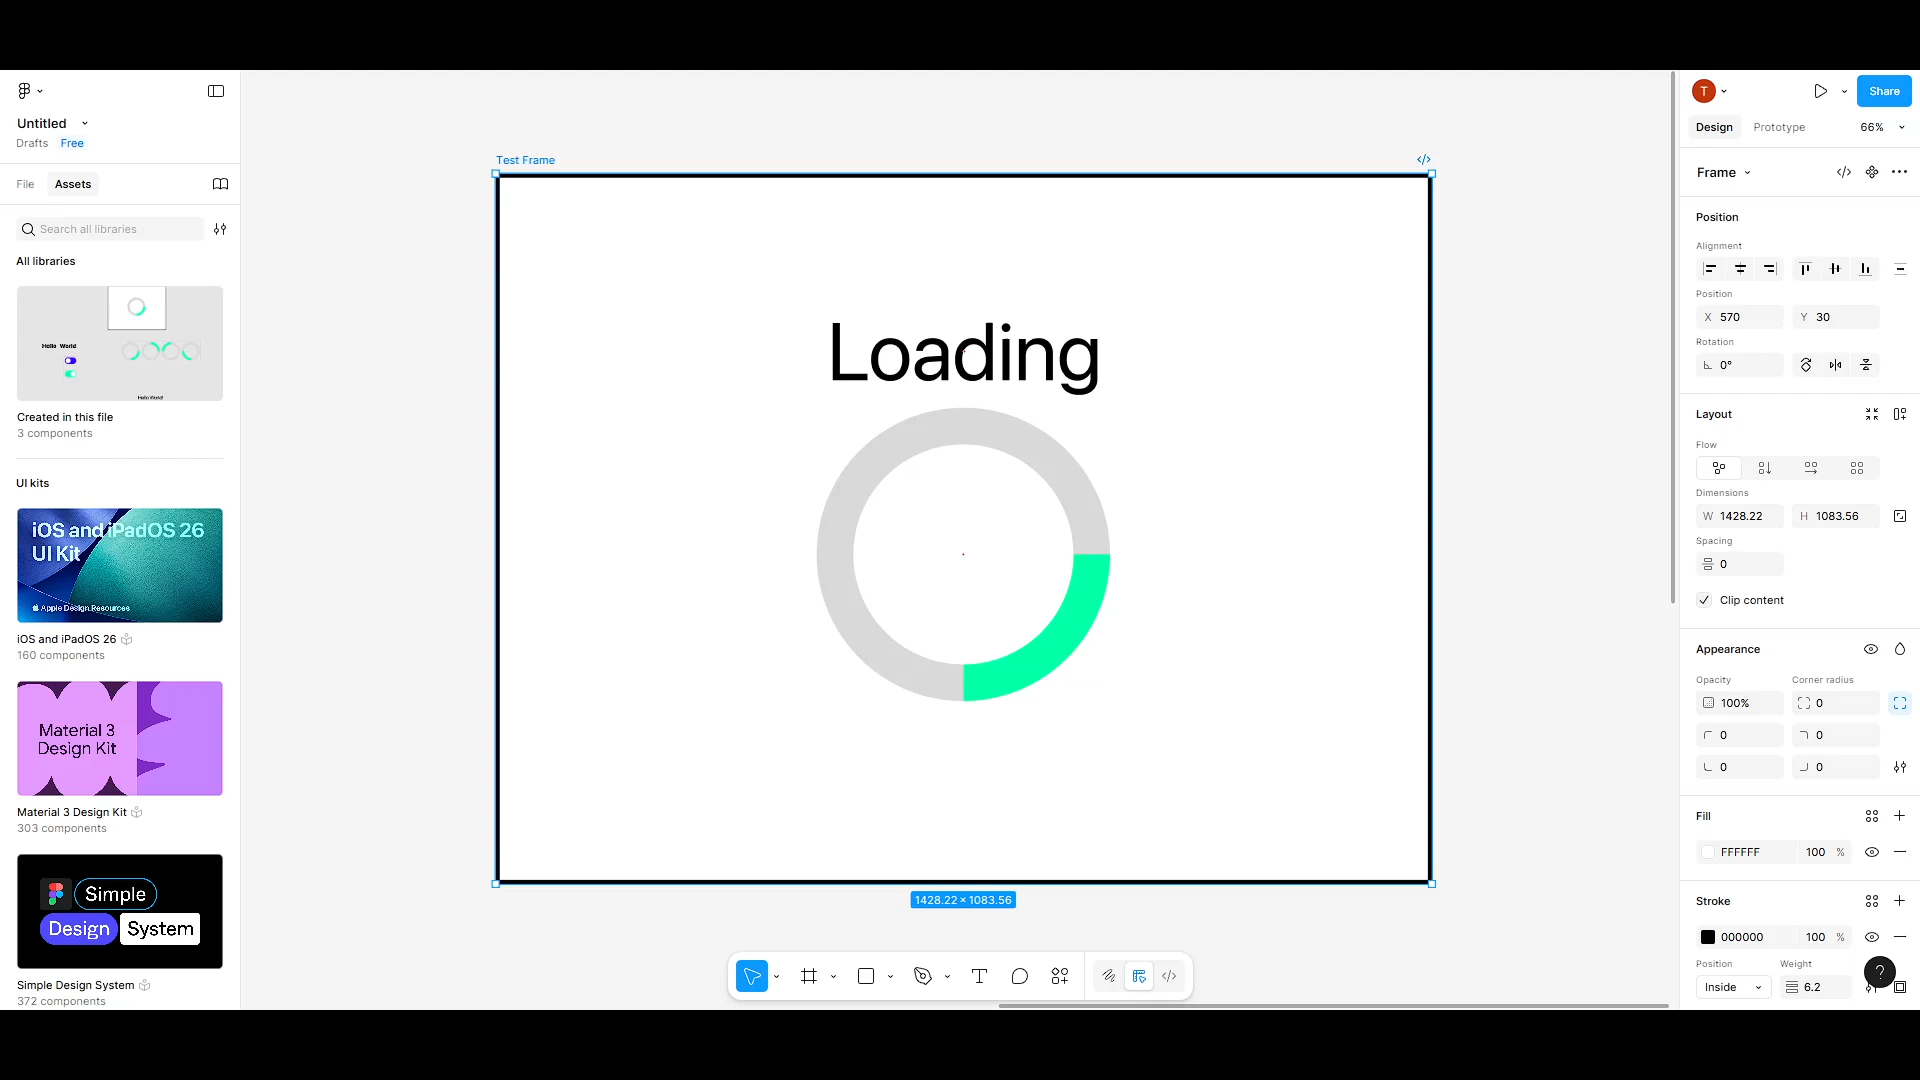 Untitled
Drafts Free
File Assets
Search all libraries
All libraries
Hello World
Hello World!
Created in this file
3 components
UI kits
iOS and iPadOS 26
UI Kit
Apple Design Resources
iOS and iPadOS 26
160 components
Material 3
Design Kit
Material 3 Design Kit
303 components
Simple
Design System
Simple Design System
372 components
Test Frame
Loading
1428.22 × 1083.56
T
Share
Design Prototype 66%
Frame
Position
Alignment
Position
X 570 Y 30
Rotation
0°
Layout
Flow
Dimensions
W 1428.22 H 1083.56
Spacing
0
Clip content
Appearance
Opacity Corner radius
100% 0
0 0
0 0
Fill
FFFFFF 100 %
Stroke
000000 100 %
Position Weight
Inside 6.2
?